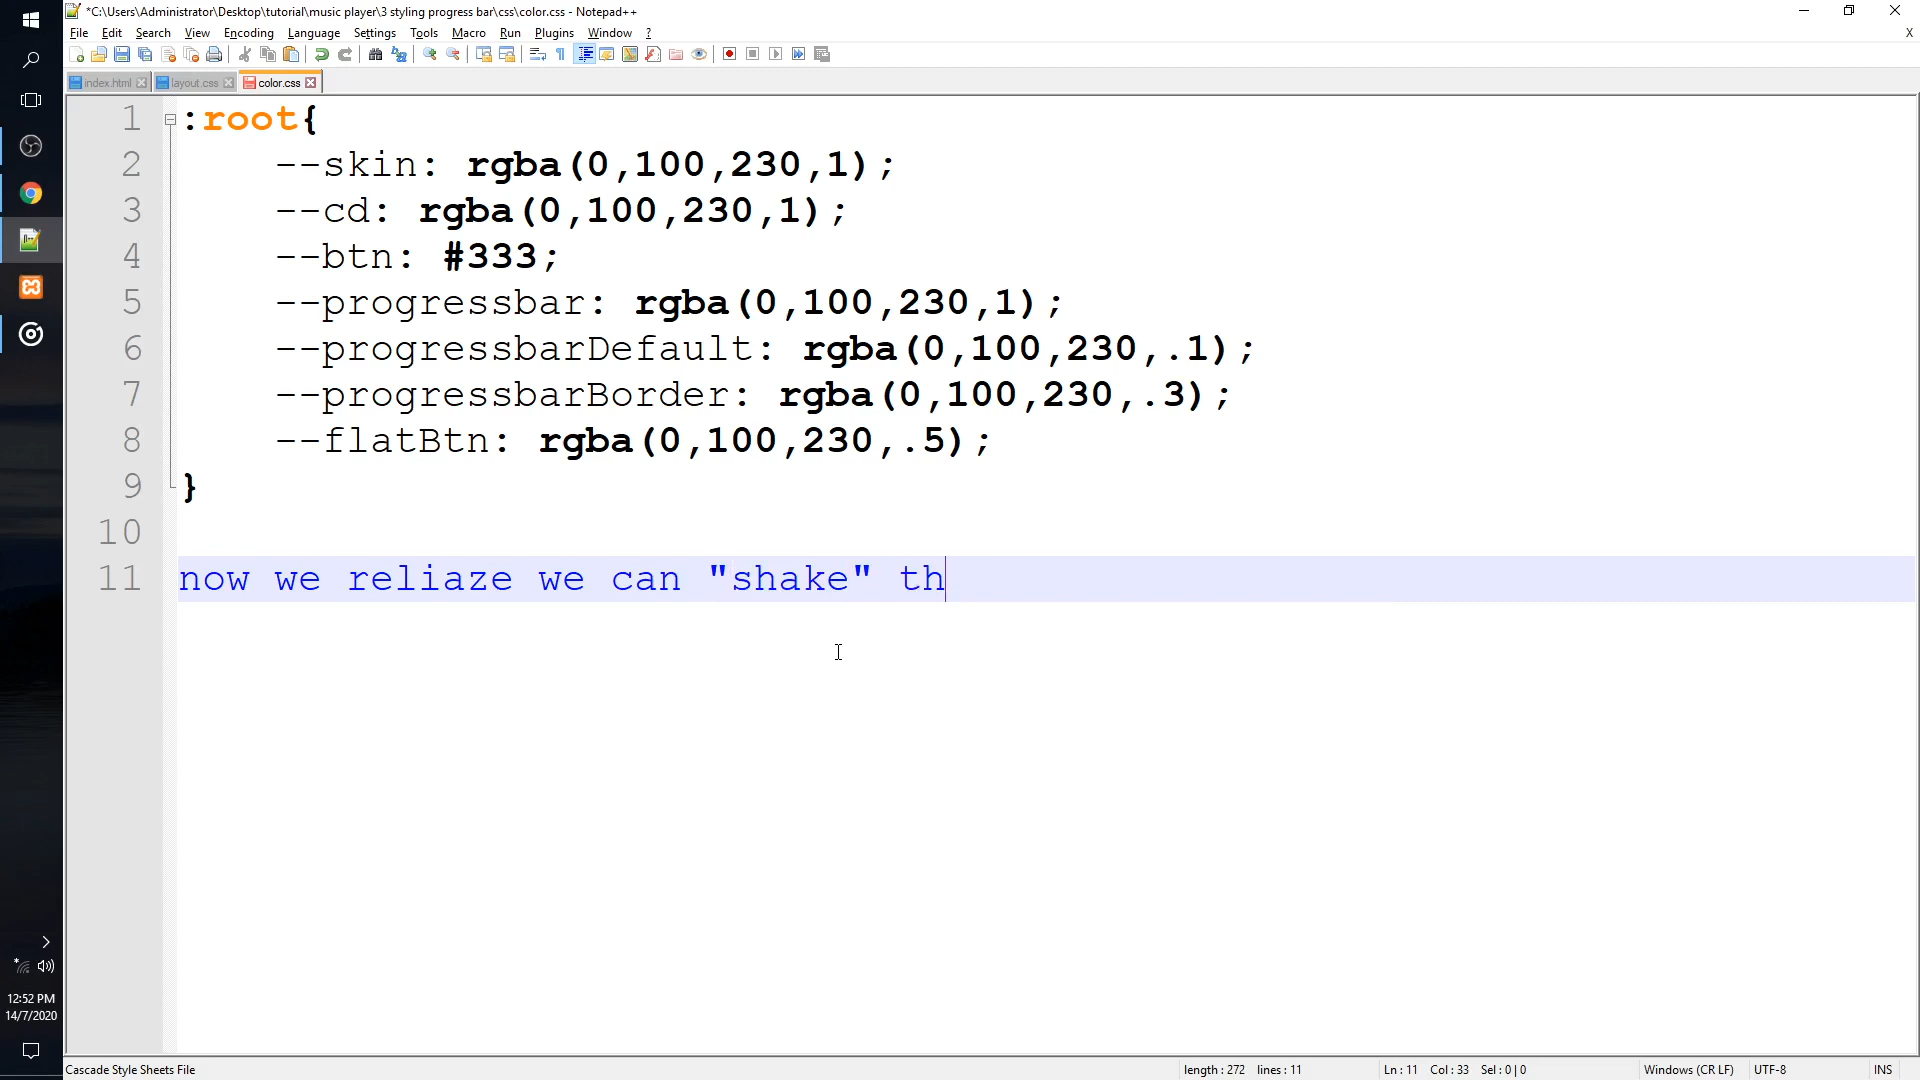 *C:\Users\Administrator\Desktop\tutorial\music player\3 styling progress bar\css\color.css - Notepad++
File Edit Search View Encoding Language Settings Tools Macro Run Plugins Window ? X
index.html layout.css color.css
1 :root{
2 --skin: rgba(0,100,230,1);
3 --cd: rgba(0,100,230,1);
4 --btn: #333;
5 --progressbar: rgba(0,100,230,1);
6 --progressbarDefault: rgba(0,100,230,.1);
7 --progressbarBorder: rgba(0,100,230,.3);
8 --flatBtn: rgba(0,100,230,.5);
9 }
10
11 now we reliaze we can "shake" th
12:52 PM
14/7/2020
Cascade Style Sheets File length : 272 lines : 11 Ln : 11 Col : 33 Sel : 0 | 0 Windows (CR LF) UTF-8 INS